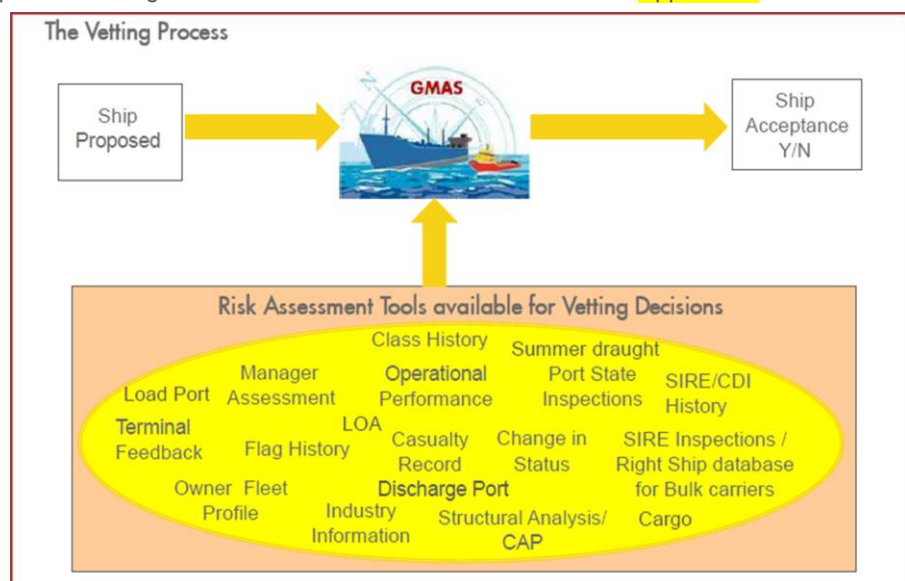 The Vetting Process
GMAS
Ship
Proposed
Ship
Acceptance
Y/N
Risk Assessment Tools available for Vetting Decisions
Class History
Summer draught
Manager
Assessment
Operational
Performance
Port State
Inspections
SIRE/CDI
History
Load Port
LOA
Terminal
Feedback
Flag History
Casualty
Record
Change in
Status
SIRE Inspections /
Right Ship database
for Bulk carriers
Owner Fleet
Profile
Discharge Port
Industry
Information
Structural Analysis/
CAP
Cargo